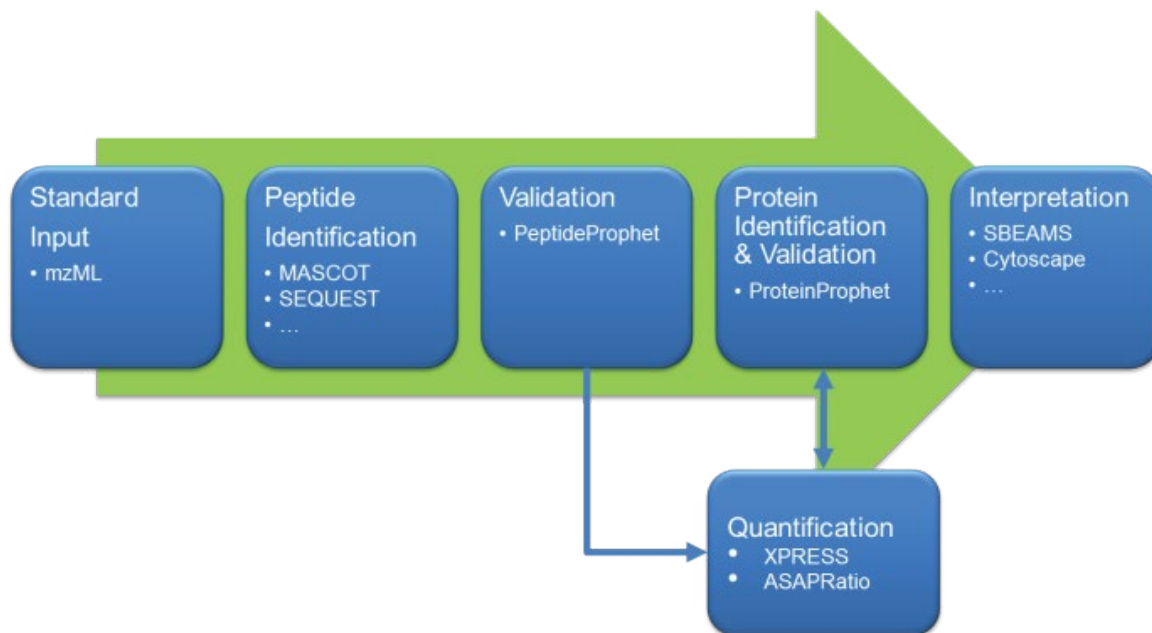 Standard
Input
• mzML
Peptide
Identification
• MASCOT
• SEQUEST
• ...
Validation
• PeptideProphet
Protein
Identification
& Validation
• ProteinProphet
Interpretation
• SBEAMS
• Cytoscape
• ...
Quantification
• XPRESS
• ASAPRatio